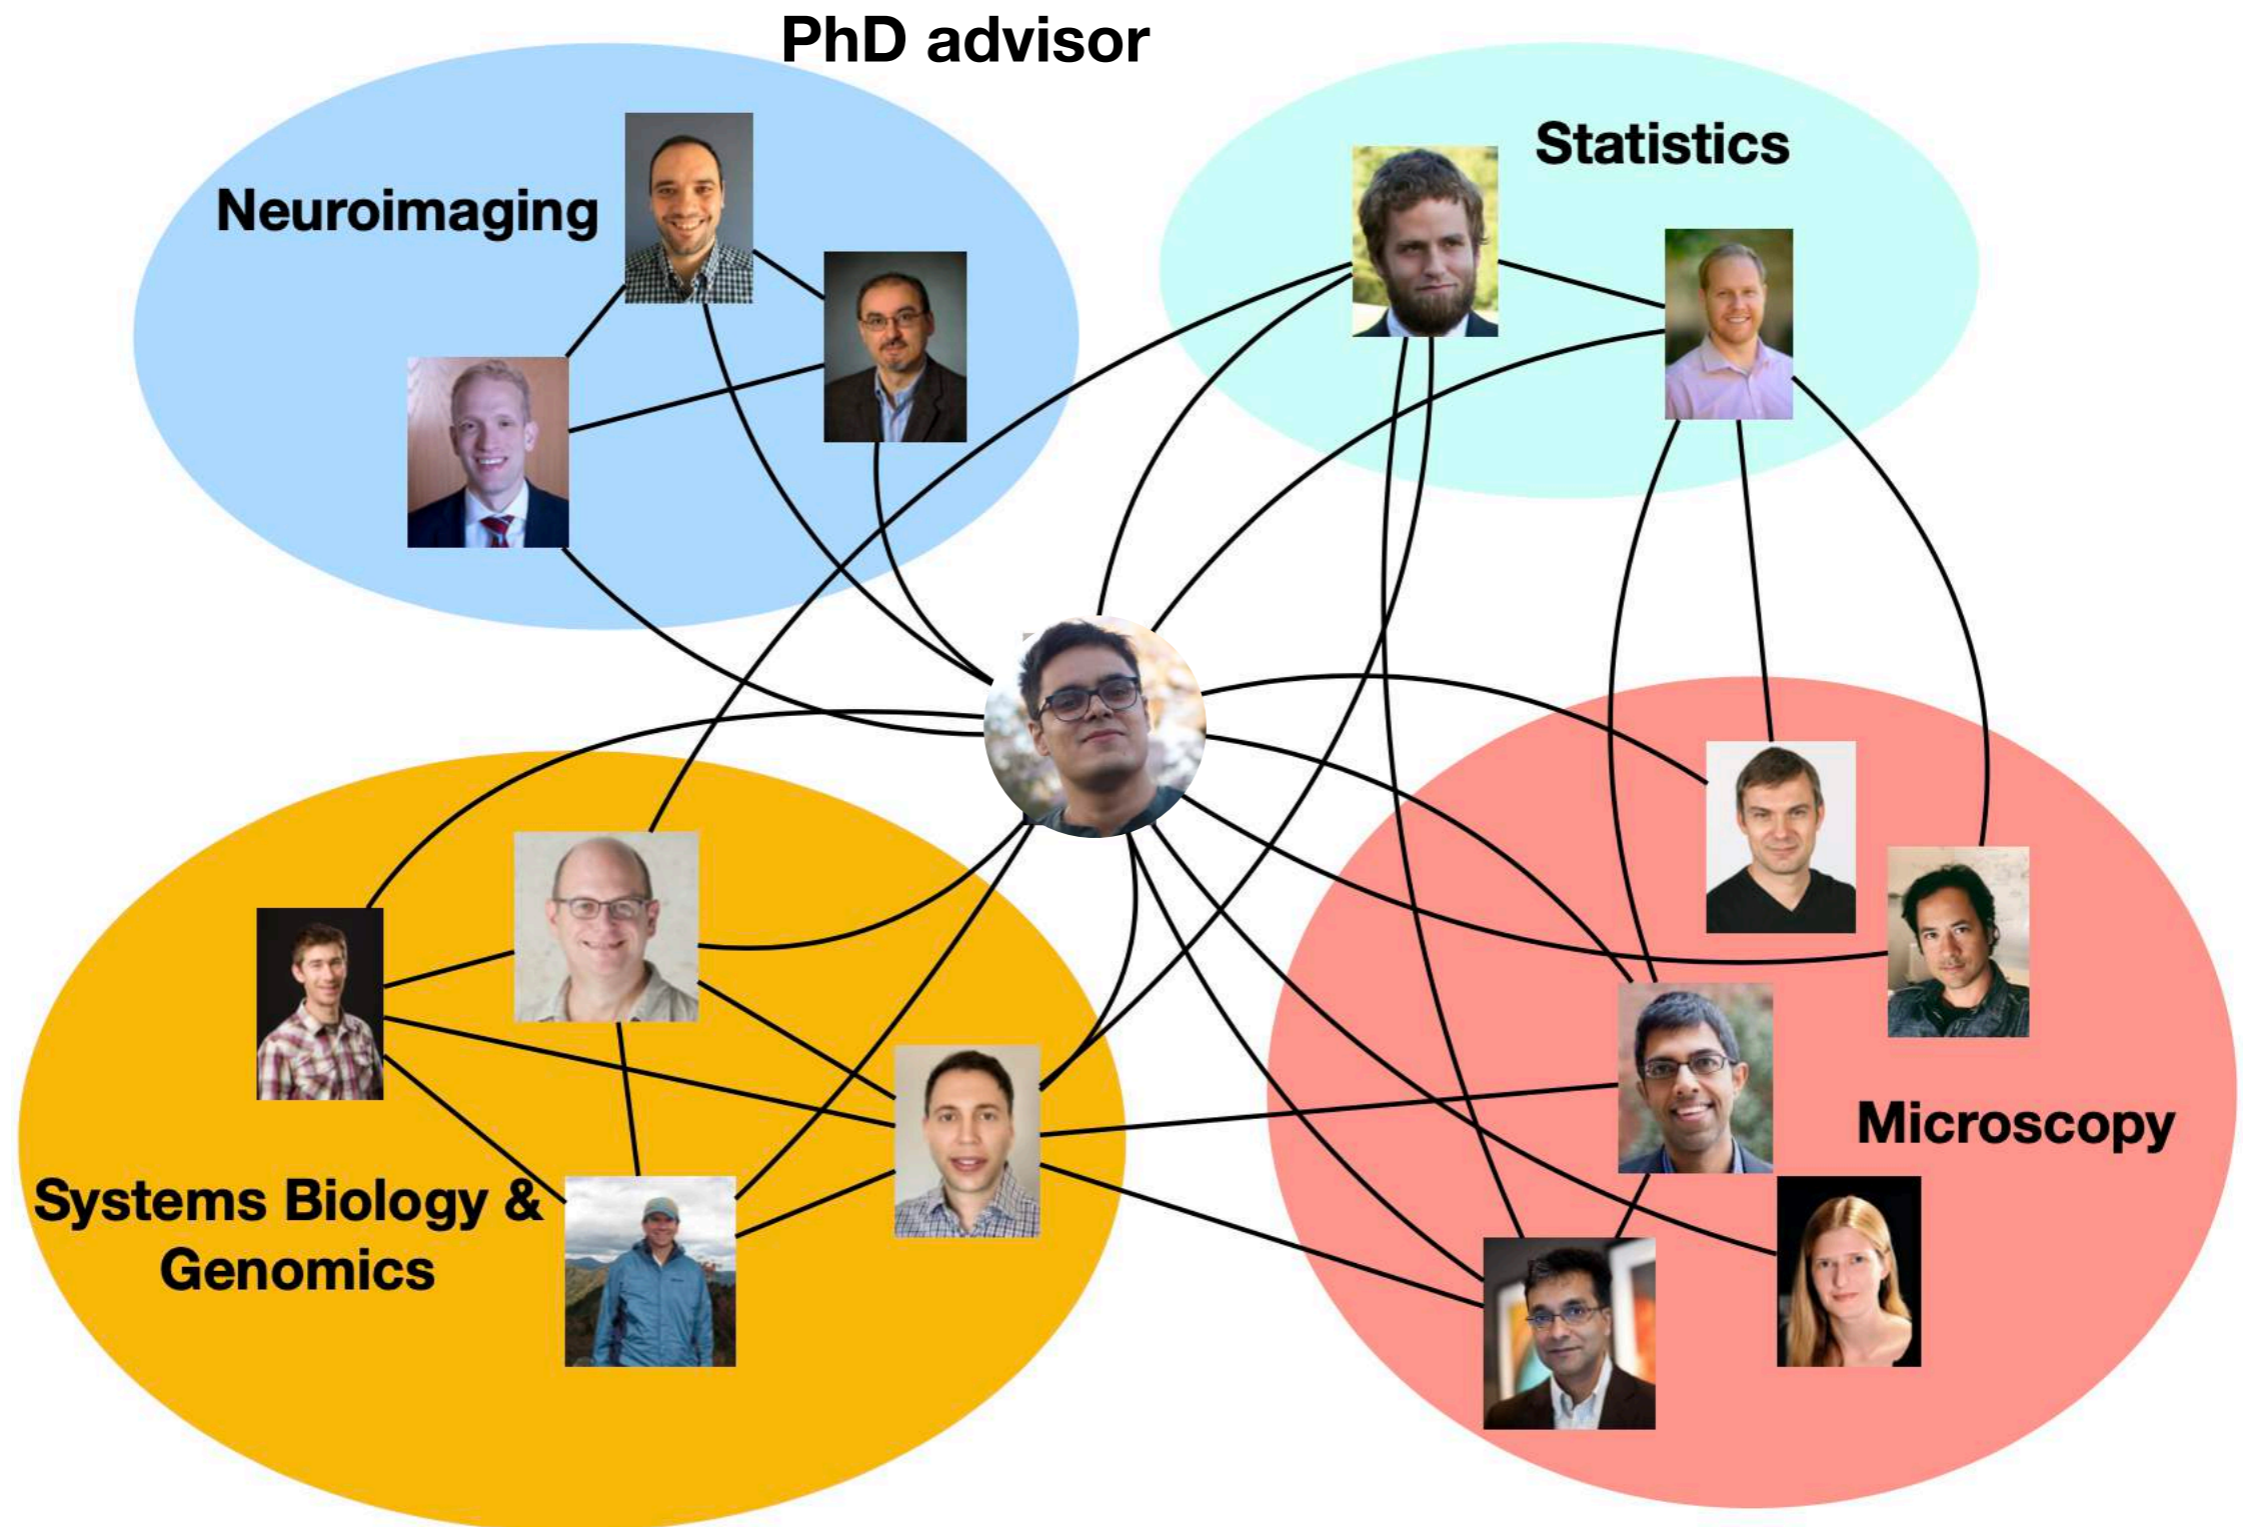 PhD advisor
Neuroimaging
Statistics
Microscopy
Systems Biology &
Genomics